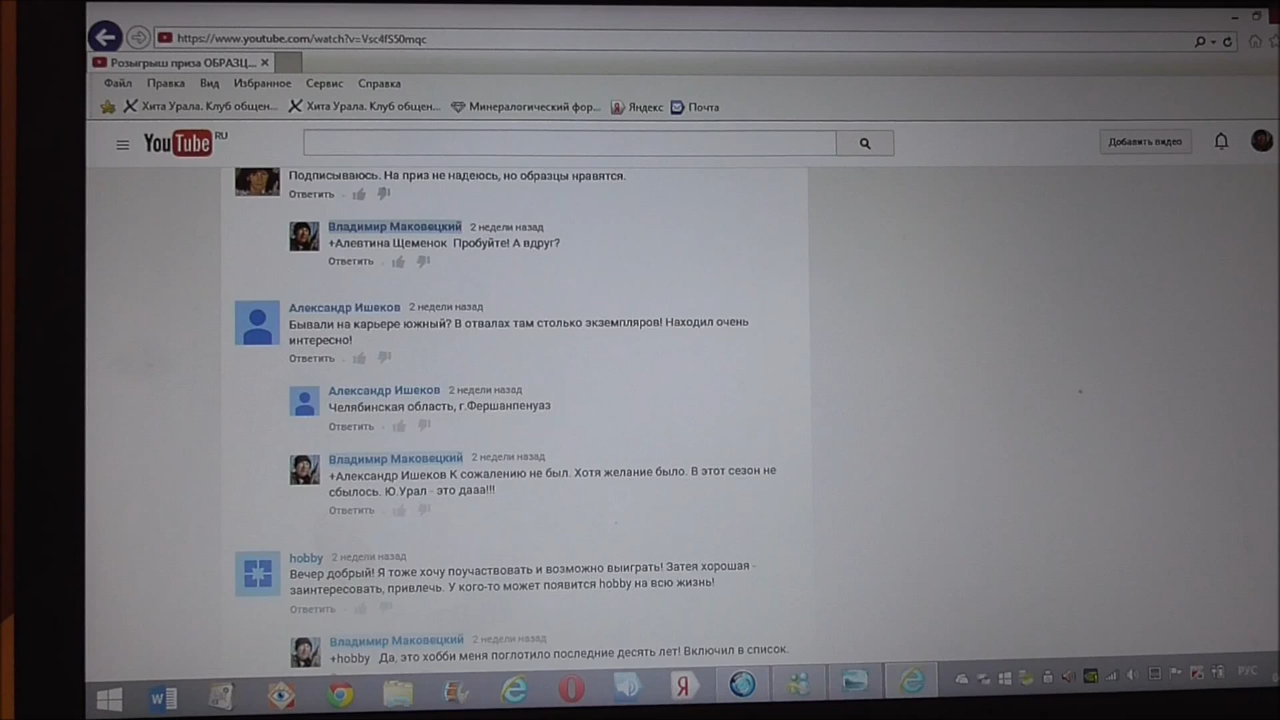 https://www.youtube.com/watch?v=Vsc4fS50mqc
Розыгрыш приза ОБРАЗЦ...
Файл Правка Вид Избранное Сервис Справка
Хита Урала. Клуб общен... Хита Урала. Клуб общен... Минералогический фор... Яндекс Почта
YouTube RU
Добавить видео
Подписываюсь. На приз не надеюсь, но образцы нравятся.
Ответить
Владимир Маковецкий 2 недели назад
+Алевтина Щеменок Пробуйте! А вдруг?
Ответить
Александр Ишеков 2 недели назад
Бывали на карьере южный? В отвалах там столько экземпляров! Находил очень
интересно!
Ответить
Александр Ишеков 2 недели назад
Челябинская область, г.Фершанпенуаз
Ответить
Владимир Маковецкий 2 недели назад
+Александр Ишеков К сожалению не был. Хотя желание было. В этот сезон не
сбылось. Ю.Урал - это дааа!!!
Ответить
hobby 2 недели назад
Вечер добрый! Я тоже хочу поучаствовать и возможно выиграть! Затея хорошая -
заинтересовать, привлечь. У кого-то может появится hobby на всю жизнь!
Ответить
Владимир Маковецкий 2 недели назад
+hobby Да, это хобби меня поглотило последние десять лет! Включил в список.
РУС